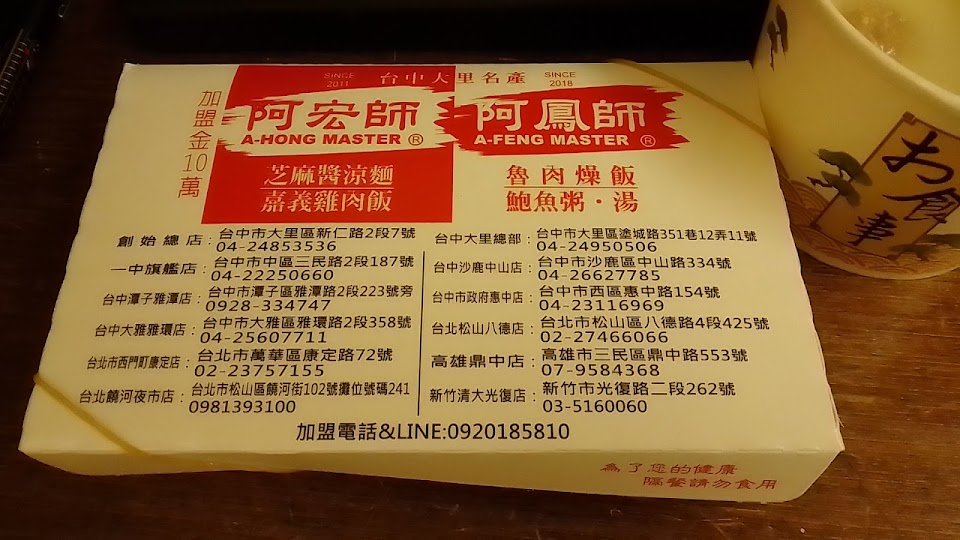 台中大里名產
SINCE 2011
SINCE 2018
加盟金10萬
阿宏師
A-HONG MASTER ®
阿鳳師
A-FENG MASTER ®
芝麻醬涼麵
嘉義雞肉飯
魯肉燥飯
鮑魚粥·湯
創始總店:台中市大里區新仁路2段7號
04-24853536
一中旗艦店:台中市中區三民路2段187號
04-22250660
台中潭子雅潭店:台中市潭子區雅潭路2段223號旁
0928-334747
台中大雅雅環店:台中市大雅區雅環路2段358號
04-25607711
台北市西門町康定店:台北市萬華區康定路72號
02-23757155
台北饒河夜市店:台北市松山區饒河街102號攤位號碼241
0981393100
台中大里總部:台中市大里區塗城路351巷12弄11號
04-24950506
台中沙鹿中山店:台中市沙鹿區中山路334號
04-26627785
台中市政府惠中店:台中市西區惠中路154號
04-23116969
台北松山八德店:台北市松山區八德路4段425號
02-27466066
高雄鼎中店:高雄市三民區鼎中路553號
07-9584368
新竹清大光復店:新竹市光復路二段262號
03-5160060
加盟電話&LINE:0920185810
為了您的健康
隔餐請勿食用
お食事